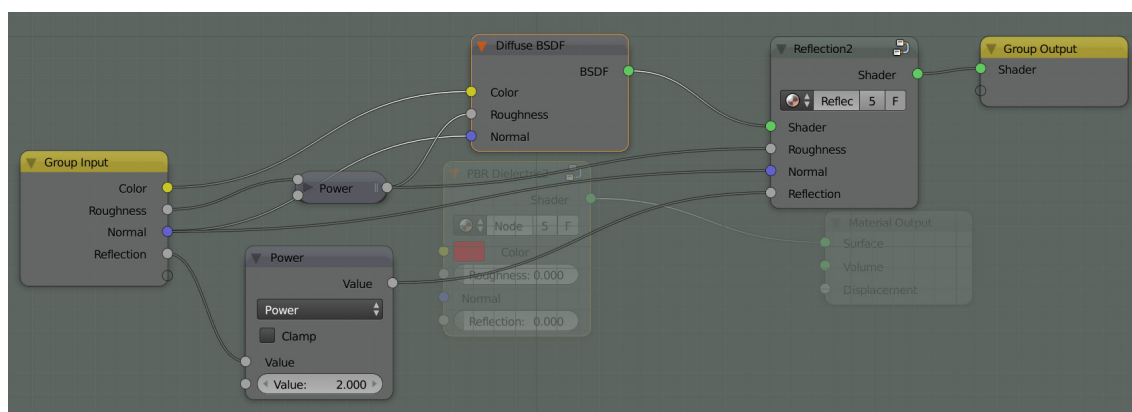 Group Input
Color
Roughness
Normal
Reflection
Power
Power
Value
Power
Clamp
Value
Value: 2.000
Diffuse BSDF
BSDF
Color
Roughness
Normal
PBR Dielectric2
Shader
Node 5 F
Color
Roughness: 0.000
Normal
Reflection: 0.000
Reflection2
Shader
Reflec 5 F
Shader
Roughness
Normal
Reflection
Material Output
Surface
Volume
Displacement
Group Output
Shader